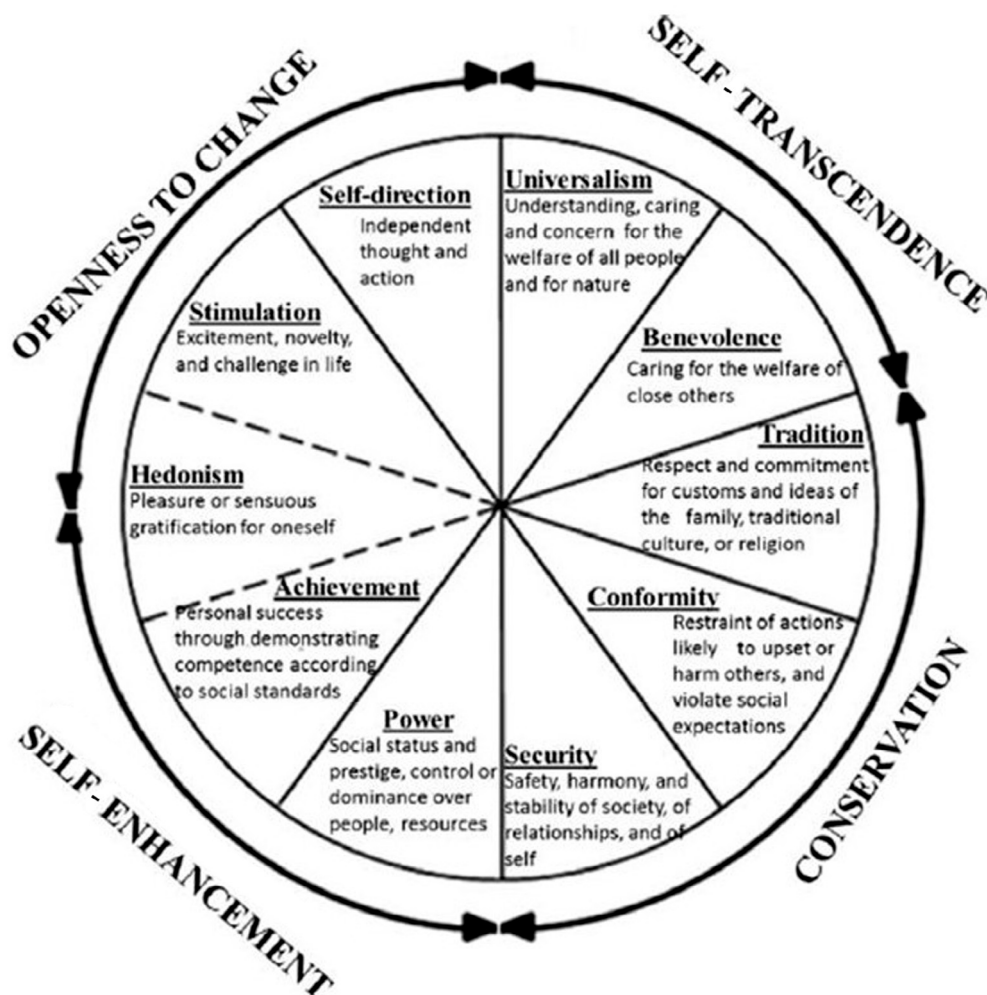 OPENNESS TO CHANGE
SELF-TRANSCENDENCE
Self-direction
Independent
thought and
action
Universalism
Understanding, caring
and concern for the
welfare of all people
and for nature
Stimulation
Excitement, novelty,
and challenge in life
Benevolence
Caring for the welfare of
close others
Hedonism
Pleasure or sensuous
gratification for oneself
Tradition
Respect and commitment
for customs and ideas of
the family, traditional
culture, or religion
Achievement
Personal success
through demonstrating
competence according
to social standards
Conformity
Restraint of actions
likely to upset or
harm others, and
violate social
expectations
Power
Social status and
prestige, control or
dominance over
people, resources
Security
Safety, harmony, and
stability of society, of
relationships, and of
self
SELF-ENHANCEMENT
CONSERVATION